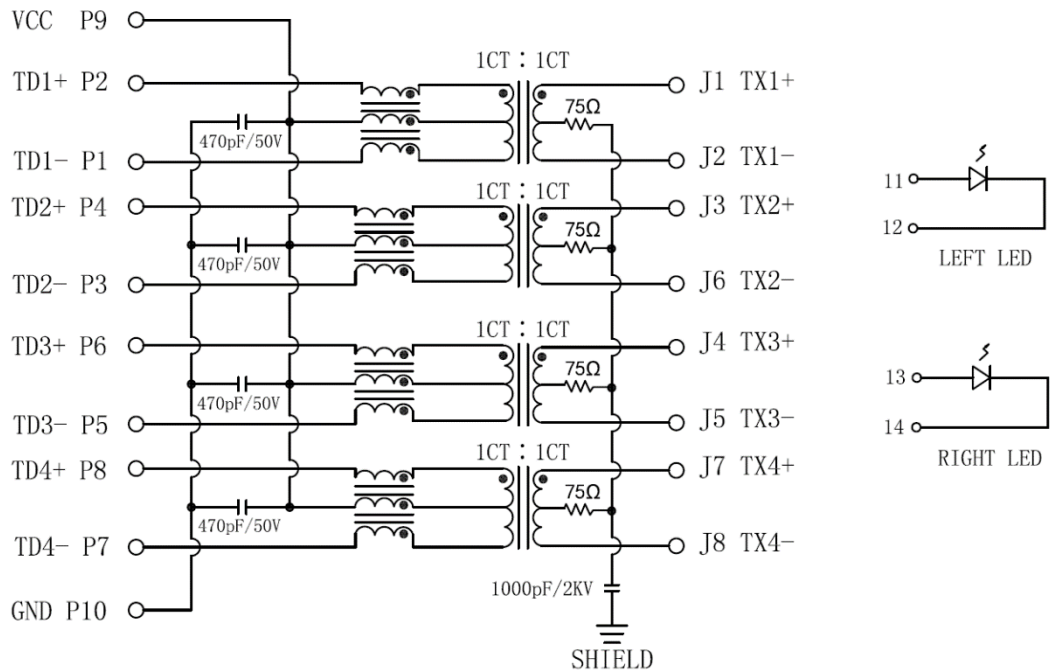 VCC P9
1CT : 1CT
TD1+ P2
J1 TX1+
75Ω
470pF/50V
TD1- P1
J2 TX1-
11
1CT : 1CT
TD2+ P4
J3 TX2+
75Ω
12
470pF/50V
LEFT LED
TD2- P3
J6 TX2-
1CT : 1CT
TD3+ P6
J4 TX3+
75Ω
13
470pF/50V
TD3- P5
J5 TX3-
14
1CT : 1CT
TD4+ P8
J7 TX4+
RIGHT LED
75Ω
470pF/50V
TD4- P7
J8 TX4-
1000pF/2KV
GND P10
SHIELD